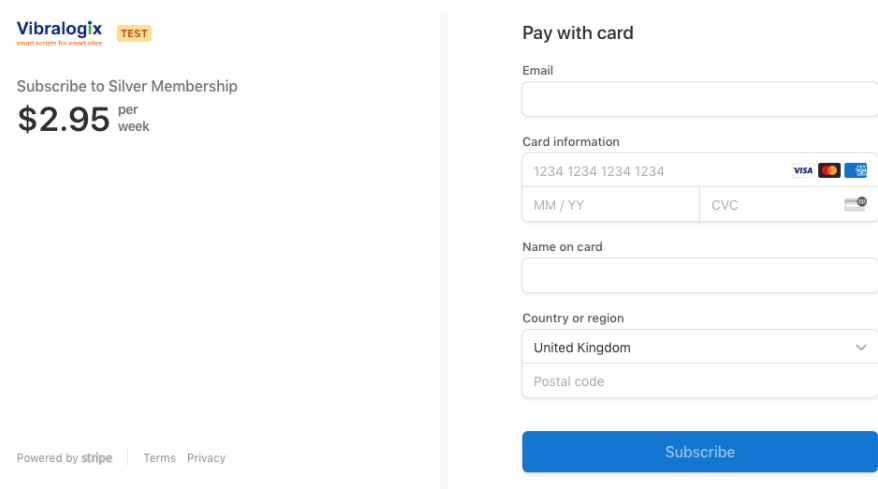 Vibralogix TEST
smart scripts for smart sites
Subscribe to Silver Membership
$2.95 per
week
Powered by stripe Terms Privacy
Pay with card
Email
Card information
1234 1234 1234 1234 VISA
MM / YY CVC
Name on card
Country or region
United Kingdom
Postal code
Subscribe